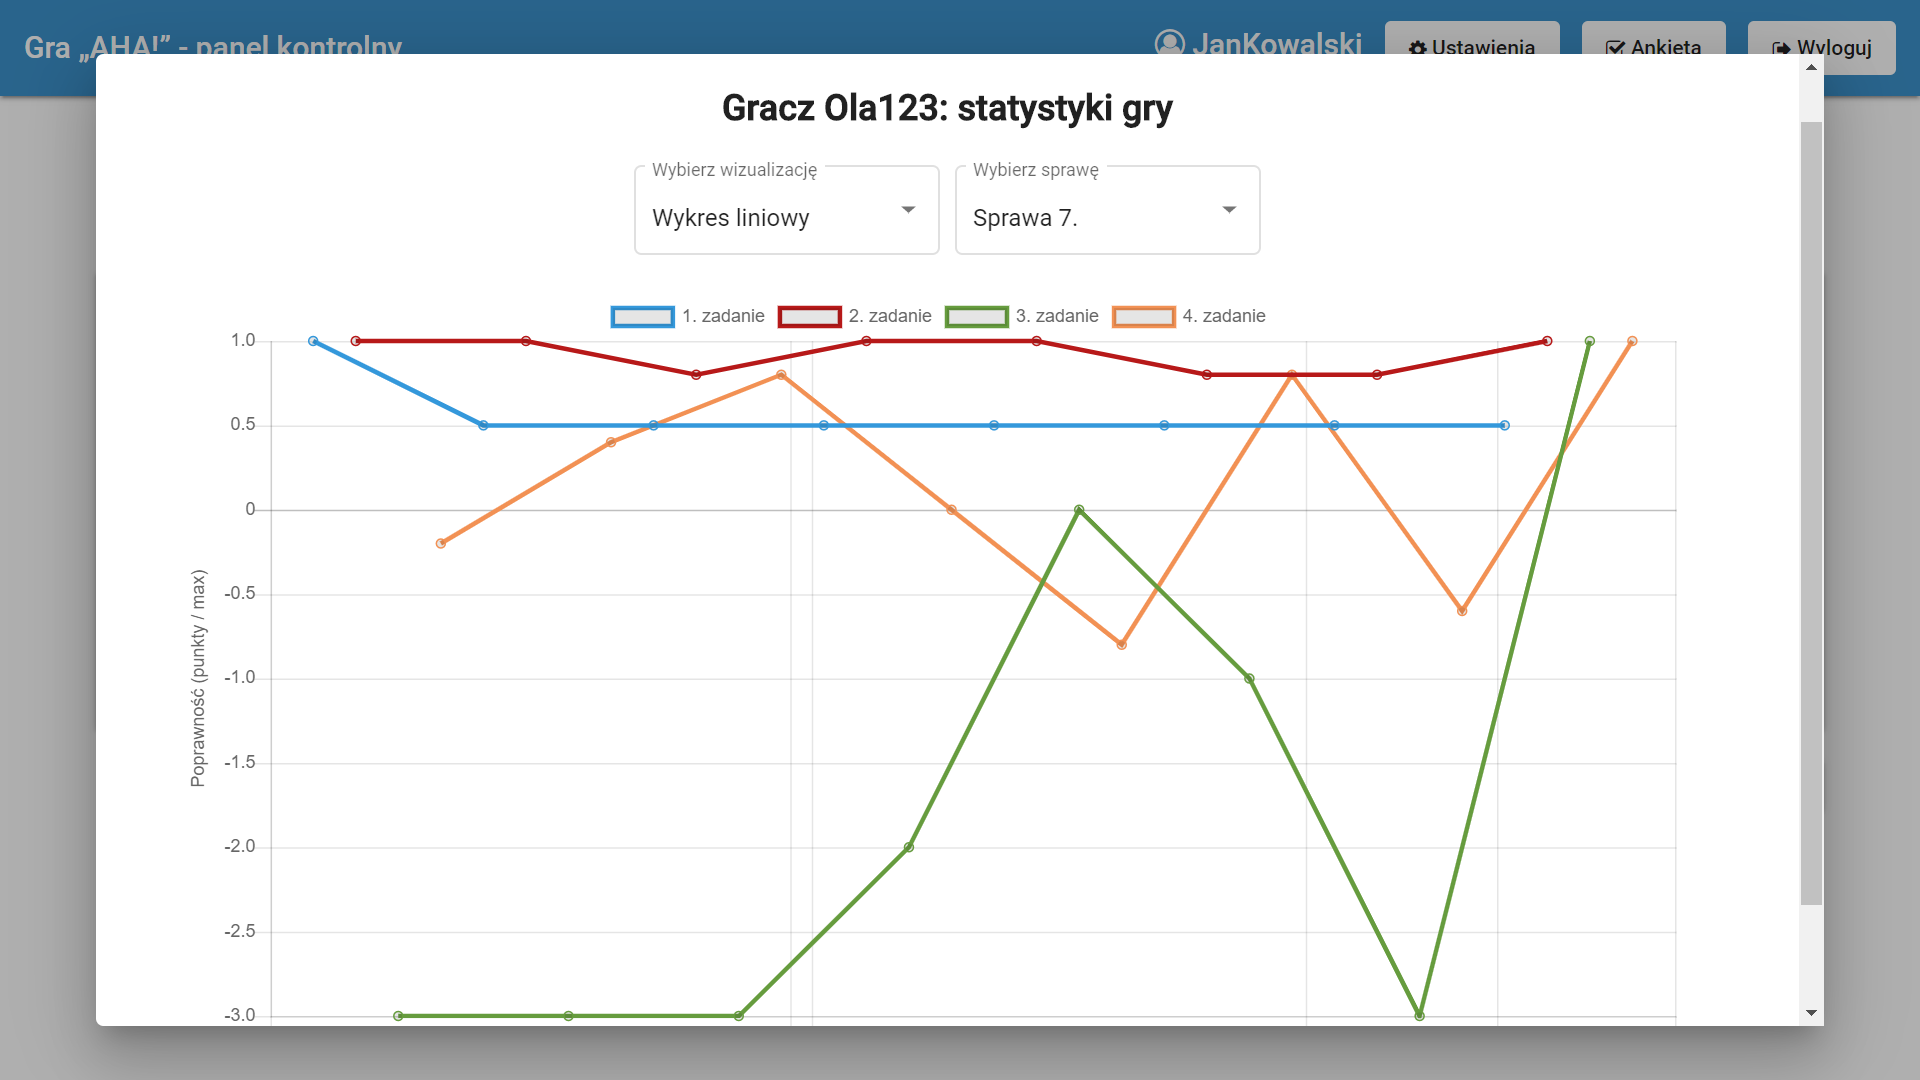 Gra „AHA!” - panel kontrolny
JanKowalski
Ustawienia
Ankieta
Wyloguj
Gracz Ola123: statystyki gry
Wybierz wizualizację
Wykres liniowy
Wybierz sprawę
Sprawa 7.
1. zadanie
2. zadanie
3. zadanie
4. zadanie
Poprawność (punkty / max)
1.0
0.5
0
-0.5
-1.0
-1.5
-2.0
-2.5
-3.0